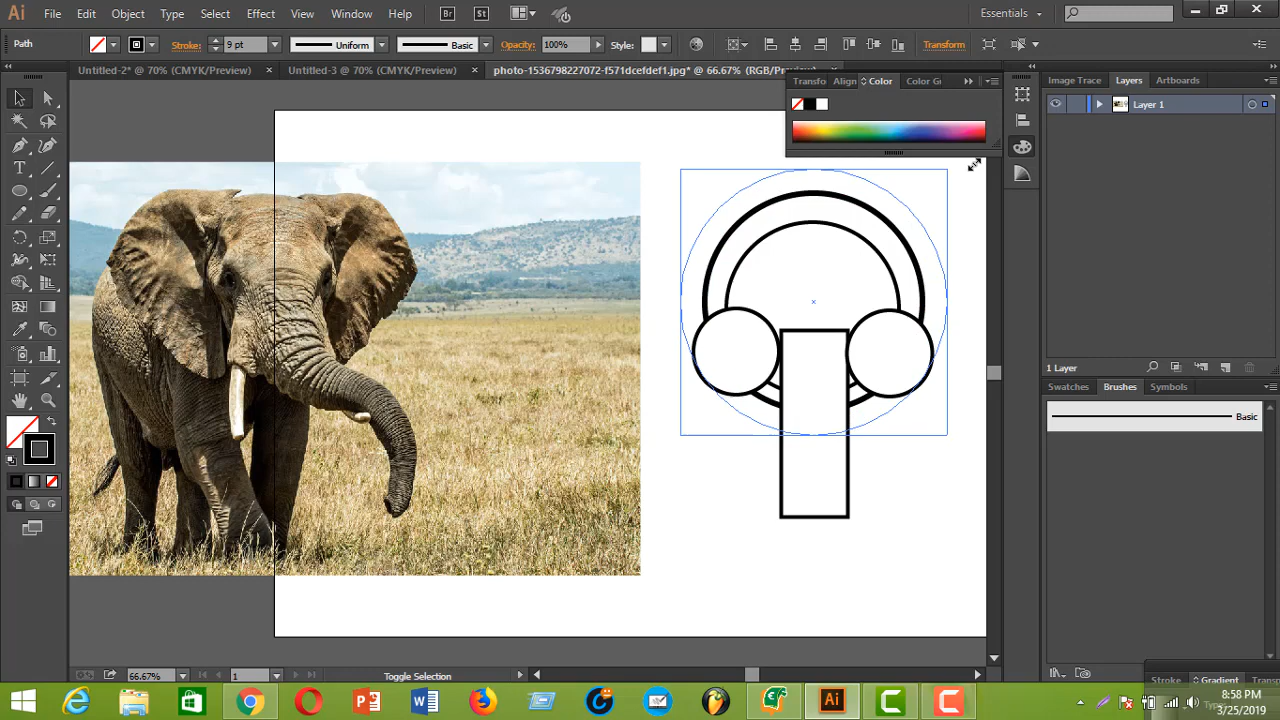 Ai File Edit Object Type Select Effect View Window Help Br St Essentials
Path Stroke: 9 pt Uniform Basic Opacity: 100% Style: Transform
Untitled-2* @ 70% (CMYK/Preview) × Untitled-3 @ 70% (CMYK/Preview) × photo-1536798227072-f571dcefdef1.jpg* @ 66.67% (RGB/Preview)
Transfo Align Color Color G
Image Trace Layers Artboards
Layer 1
1 Layer
Swatches Brushes Symbols
Basic
66.67% 1 Toggle Selection
Stroke Gradient Transp
Ai
8:58 PM
3/25/2019